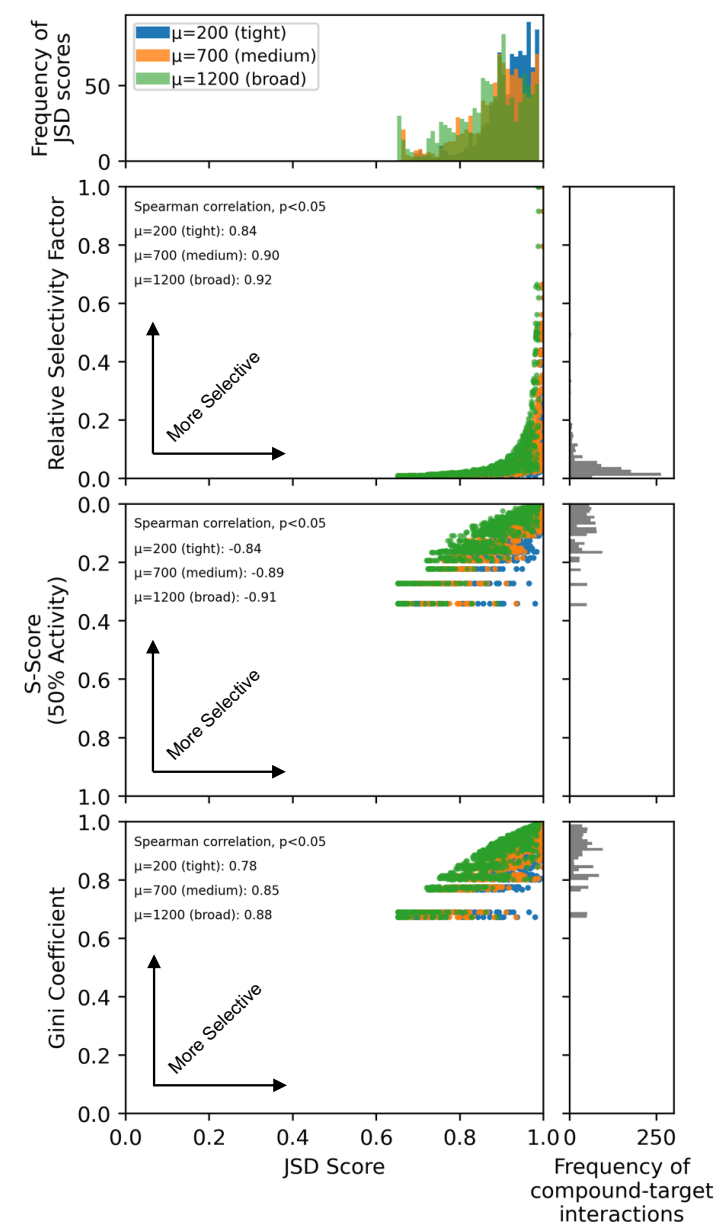 Frequency of
JSD scores
50
0
μ=200 (tight)
μ=700 (medium)
μ=1200 (broad)
Relative Selectivity Factor
1.0
0.8
0.6
0.4
0.2
0.0
Spearman correlation, p<0.05
μ=200 (tight): 0.84
μ=700 (medium): 0.90
μ=1200 (broad): 0.92
More Selective
S-Score
(50% Activity)
0.0
0.2
0.4
0.6
0.8
1.0
Spearman correlation, p<0.05
μ=200 (tight): -0.84
μ=700 (medium): -0.89
μ=1200 (broad): -0.91
More Selective
Gini Coefficient
1.0
0.8
0.6
0.4
0.2
0.0
Spearman correlation, p<0.05
μ=200 (tight): 0.78
μ=700 (medium): 0.85
μ=1200 (broad): 0.88
More Selective
0.0 0.2 0.4 0.6 0.8 1.0
JSD Score
0 250
Frequency of
compound-target
interactions